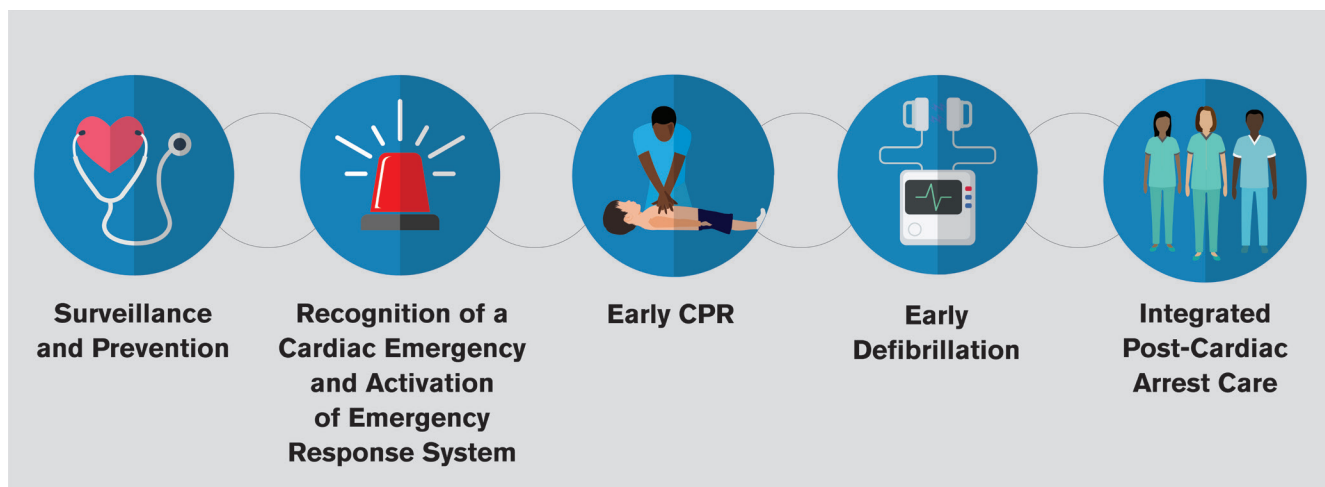 Surveillance
and Prevention
Recognition of a
Cardiac Emergency
and Activation
of Emergency
Response System
Early CPR
Early
Defibrillation
Integrated
Post-Cardiac
Arrest Care